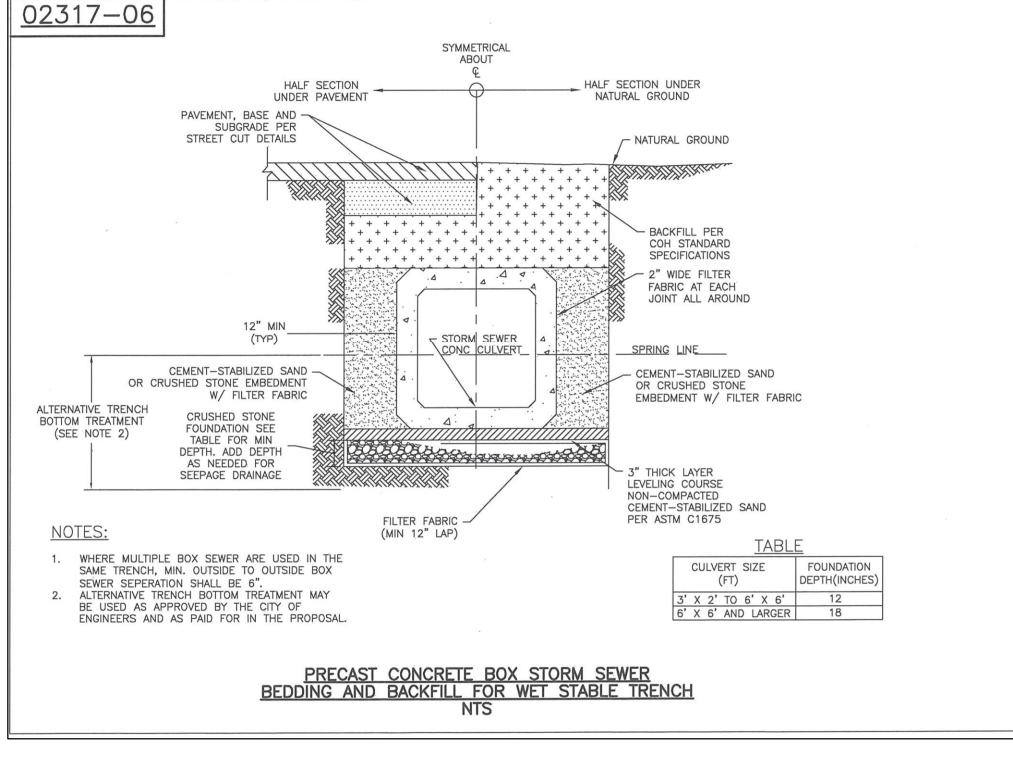 02317-06
SYMMETRICAL
ABOUT
℄
HALF SECTION
UNDER PAVEMENT
HALF SECTION UNDER
NATURAL GROUND
PAVEMENT, BASE AND
SUBGRADE PER
STREET CUT DETAILS
NATURAL GROUND
BACKFILL PER
COH STANDARD
SPECIFICATIONS
2" WIDE FILTER
FABRIC AT EACH
JOINT ALL AROUND
12" MIN
(TYP)
STORM SEWER
CONC CULVERT
SPRING LINE
CEMENT-STABILIZED SAND
OR CRUSHED STONE EMBEDMENT
W/ FILTER FABRIC
CEMENT-STABILIZED SAND
OR CRUSHED STONE
EMBEDMENT W/ FILTER FABRIC
ALTERNATIVE TRENCH
BOTTOM TREATMENT
(SEE NOTE 2)
CRUSHED STONE
FOUNDATION SEE
TABLE FOR MIN
DEPTH. ADD DEPTH
AS NEEDED FOR
SEEPAGE DRAINAGE
3" THICK LAYER
LEVELING COURSE
NON-COMPACTED
CEMENT-STABILIZED SAND
PER ASTM C1675
FILTER FABRIC
(MIN 12" LAP)
NOTES:
1. WHERE MULTIPLE BOX SEWER ARE USED IN THE
SAME TRENCH, MIN. OUTSIDE TO OUTSIDE BOX
SEWER SEPERATION SHALL BE 6".
2. ALTERNATIVE TRENCH BOTTOM TREATMENT MAY
BE USED AS APPROVED BY THE CITY OF
ENGINEERS AND AS PAID FOR IN THE PROPOSAL.
TABLE
CULVERT SIZE (FT) FOUNDATION DEPTH(INCHES)
3' X 2' TO 6' X 6' 12
6' X 6' AND LARGER 18
PRECAST CONCRETE BOX STORM SEWER
BEDDING AND BACKFILL FOR WET STABLE TRENCH
NTS